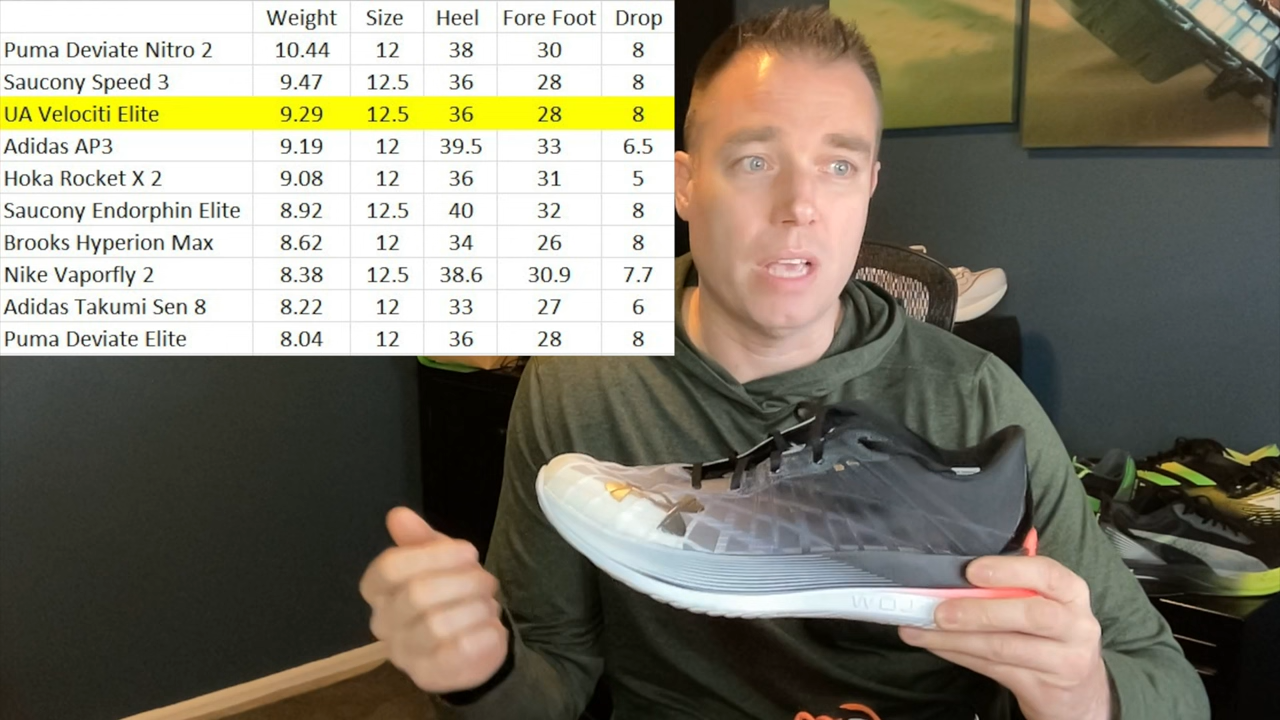 Weight Size Heel Fore Foot Drop
Puma Deviate Nitro 2 10.44 12 38 30 8
Saucony Speed 3 9.47 12.5 36 28 8
UA Velociti Elite 9.29 12.5 36 28 8
Adidas AP3 9.19 12 39.5 33 6.5
Hoka Rocket X 2 9.08 12 36 31 5
Saucony Endorphin Elite 8.92 12.5 40 32 8
Brooks Hyperion Max 8.62 12 34 26 8
Nike Vaporfly 2 8.38 12.5 38.6 30.9 7.7
Adidas Takumi Sen 8 8.22 12 33 27 6
Puma Deviate Elite 8.04 12 36 28 8